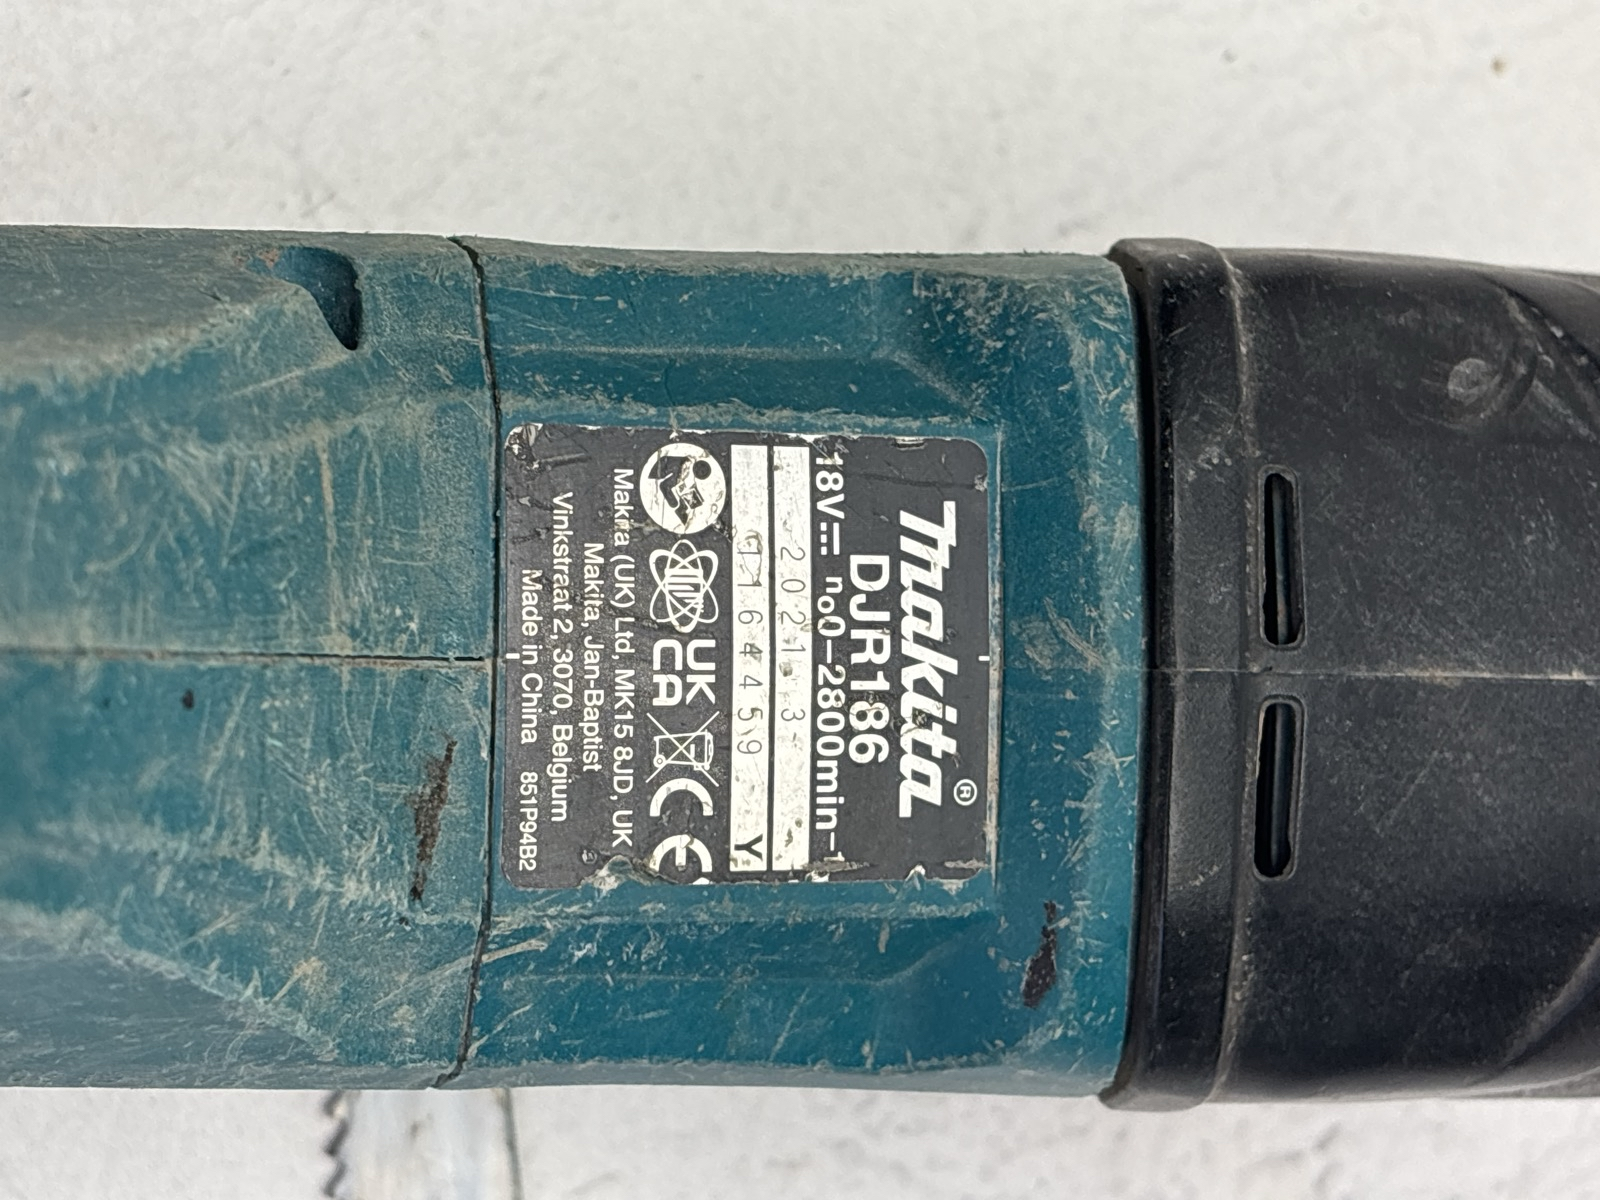 Makita®
DJR186
18V⎓ n₀0–2800min⁻¹
2021 3
1164459 Y
UK
CA
CE
Makita (UK) Ltd, MK15 8JD, UK
Makita, Jan-Baptist
Vinkstraat 2, 3070, Belgium
Made in China 851P94B2